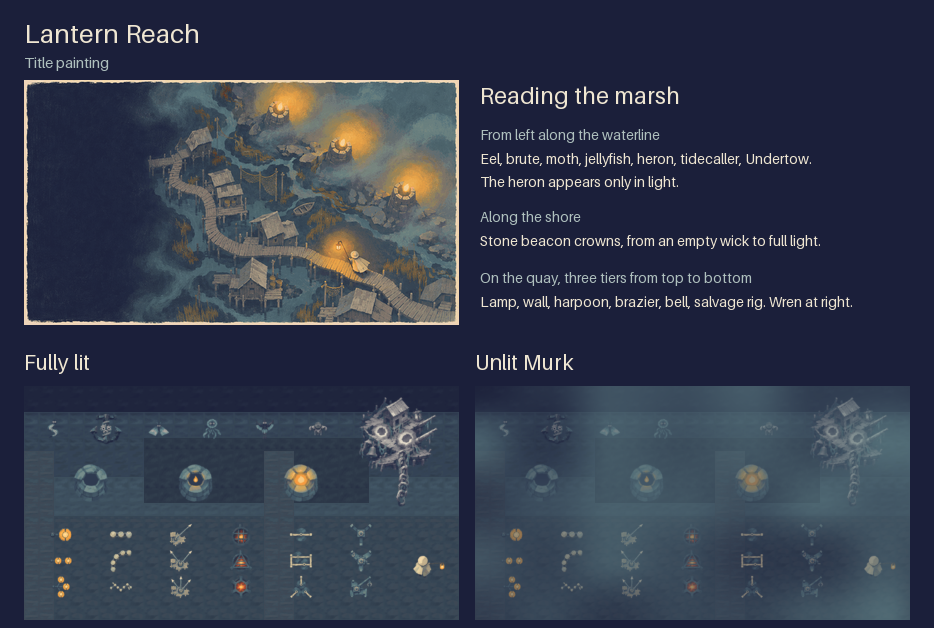 Lantern Reach
Title painting
Reading the marsh
From left along the waterline
Eel, brute, moth, jellyfish, heron, tidecaller, Undertow.
The heron appears only in light.
Along the shore
Stone beacon crowns, from an empty wick to full light.
On the quay, three tiers from top to bottom
Lamp, wall, harpoon, brazier, bell, salvage rig. Wren at right.
Fully lit
Unlit Murk